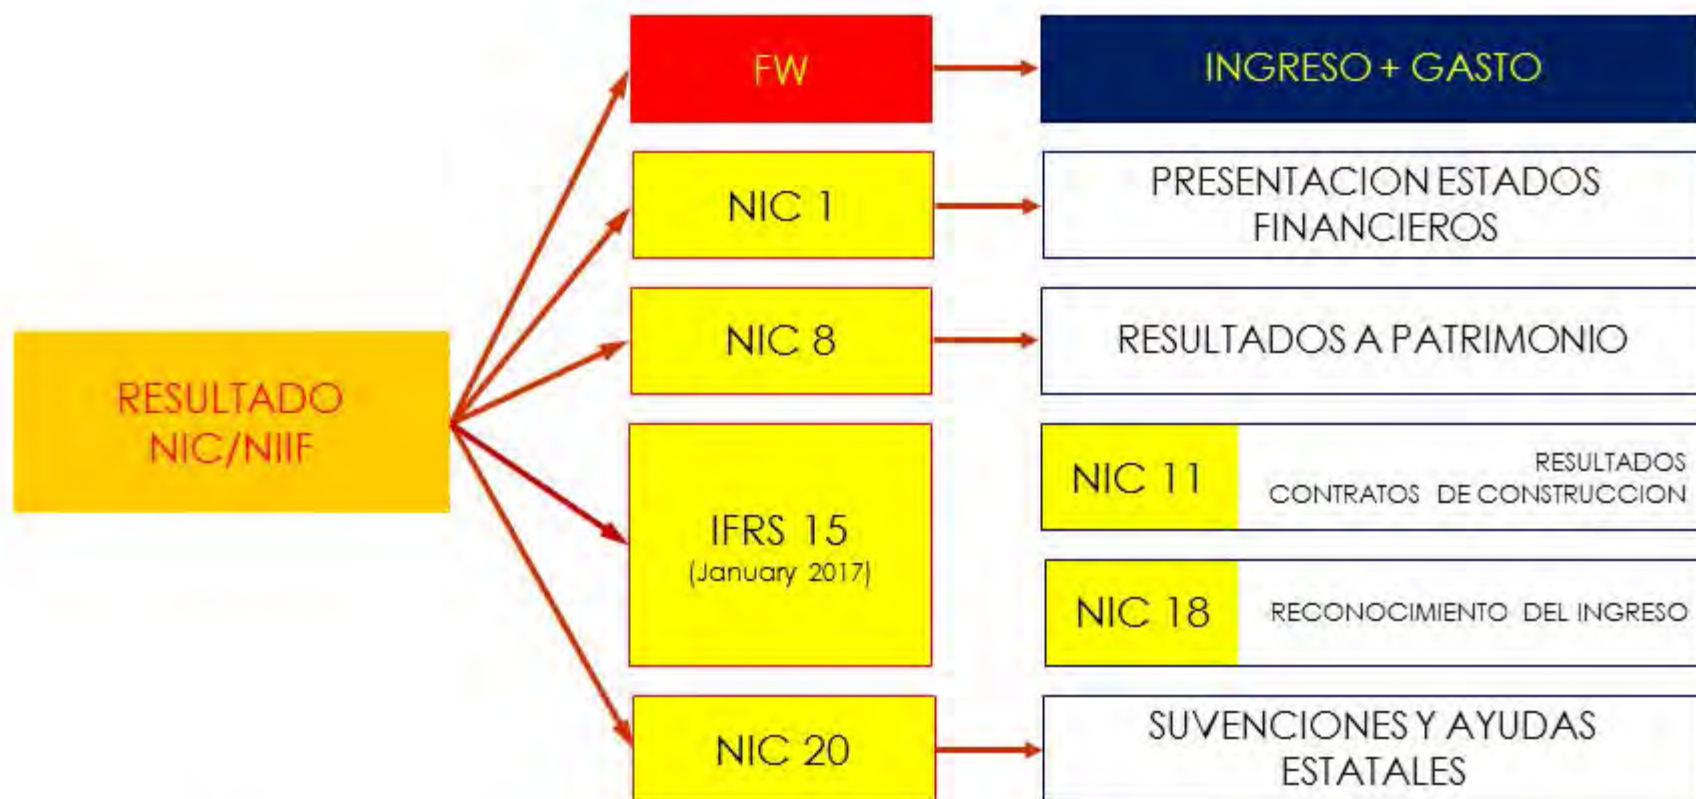 FW
INGRESO + GASTO
NIC 1
PRESENTACION ESTADOS
FINANCIEROS
NIC 8
RESULTADOS A PATRIMONIO
RESULTADO
NIC/NIIF
IFRS 15
(January 2017)
NIC 11
RESULTADOS
CONTRATOS DE CONSTRUCCION
NIC 18
RECONOCIMIENTO DEL INGRESO
NIC 20
SUVENCIONES Y AYUDAS
ESTATALES